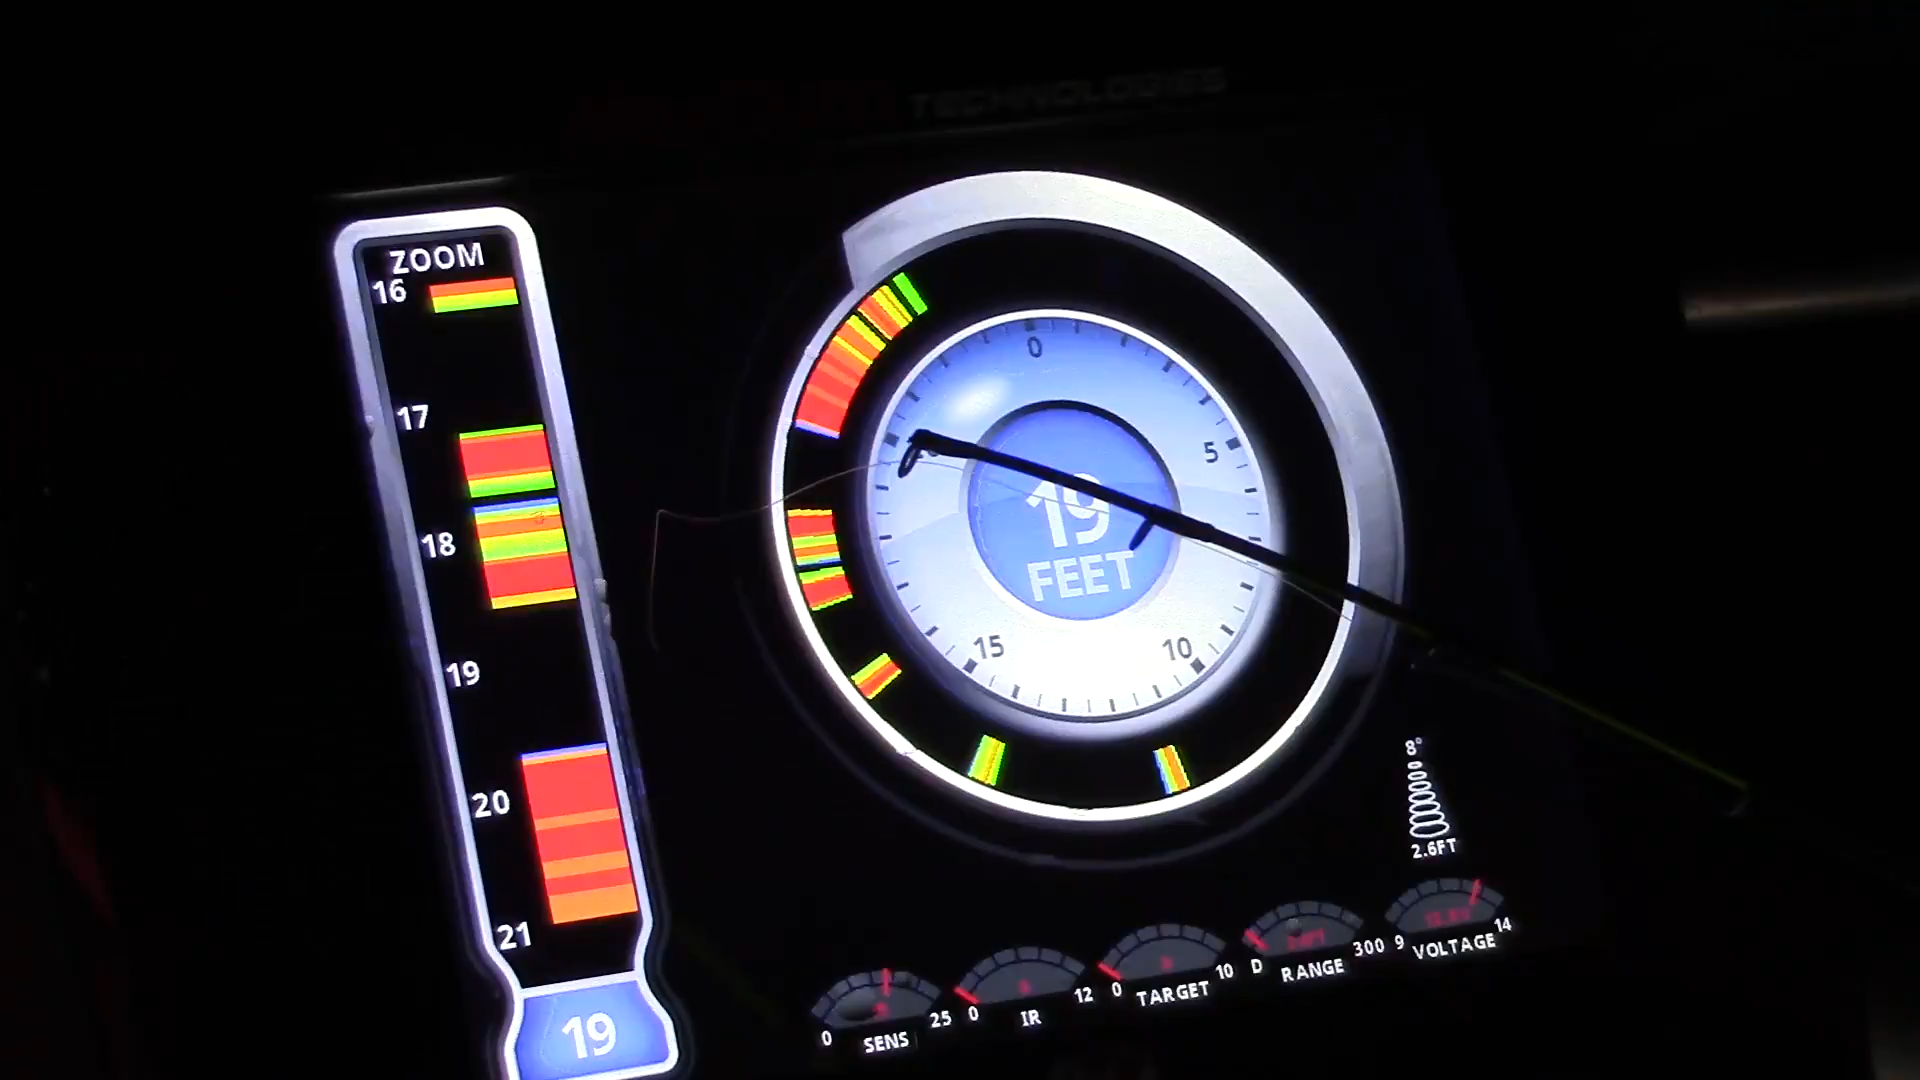 TECHNOLOGIES
ZOOM
16
17
18
19
20
21
19
0
5
10
15
19
FEET
8°
2.6FT
0 25
SENS
0 12
IR
0 10
TARGET
D 300
RANGE
9 14
VOLTAGE